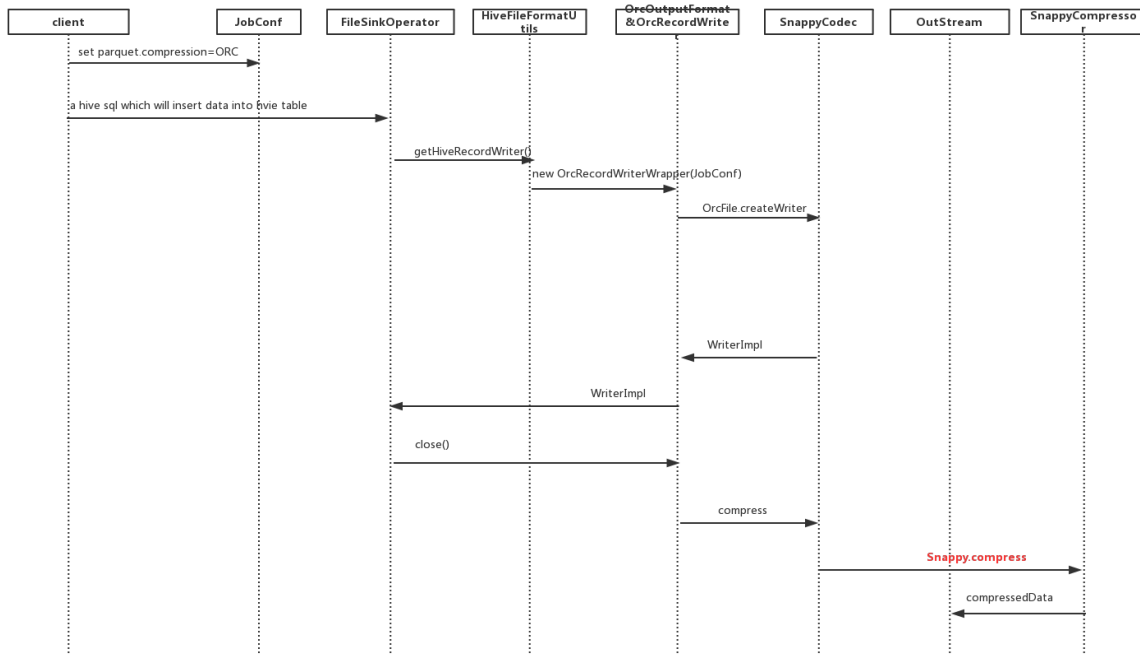 client
JobConf
FileSinkOperator
HiveFileFormatU
tils
OrcOutputFormat
&OrcRecordWrite
r
SnappyCodec
OutStream
SnappyCompresso
r
set parquet.compression=ORC
a hive sql which will insert data into hvie table
getHiveRecordWriter()
new OrcRecordWriterWrapper(JobConf)
OrcFile.createWriter
WriterImpl
WriterImpl
close()
compress
Snappy.compress
compressedData